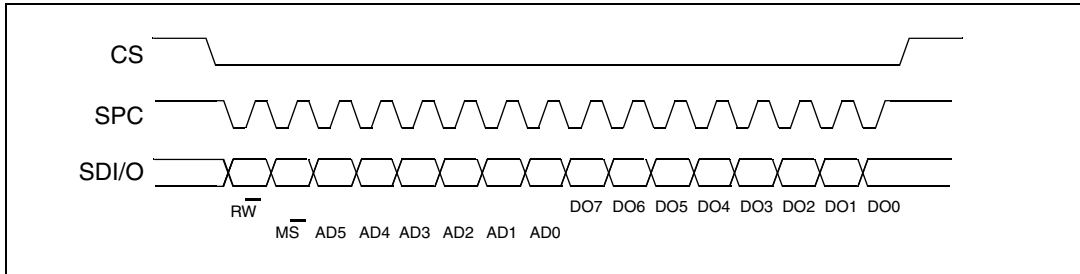 CS
SPC
SDI/O
RW DO7 DO6 DO5 DO4 DO3 DO2 DO1 DO0
MS AD5 AD4 AD3 AD2 AD1 AD0